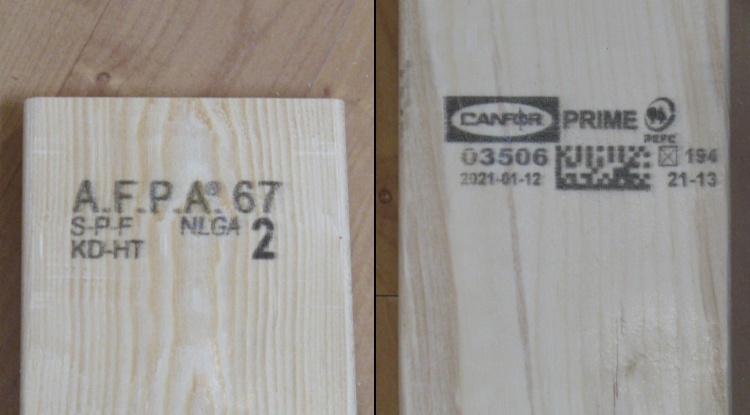 A.F.P.A® 67
S-P-F NLGA 2
KD-HT
CANFOR PRIME
PEFC
03506 194
2021-01-12 21-13